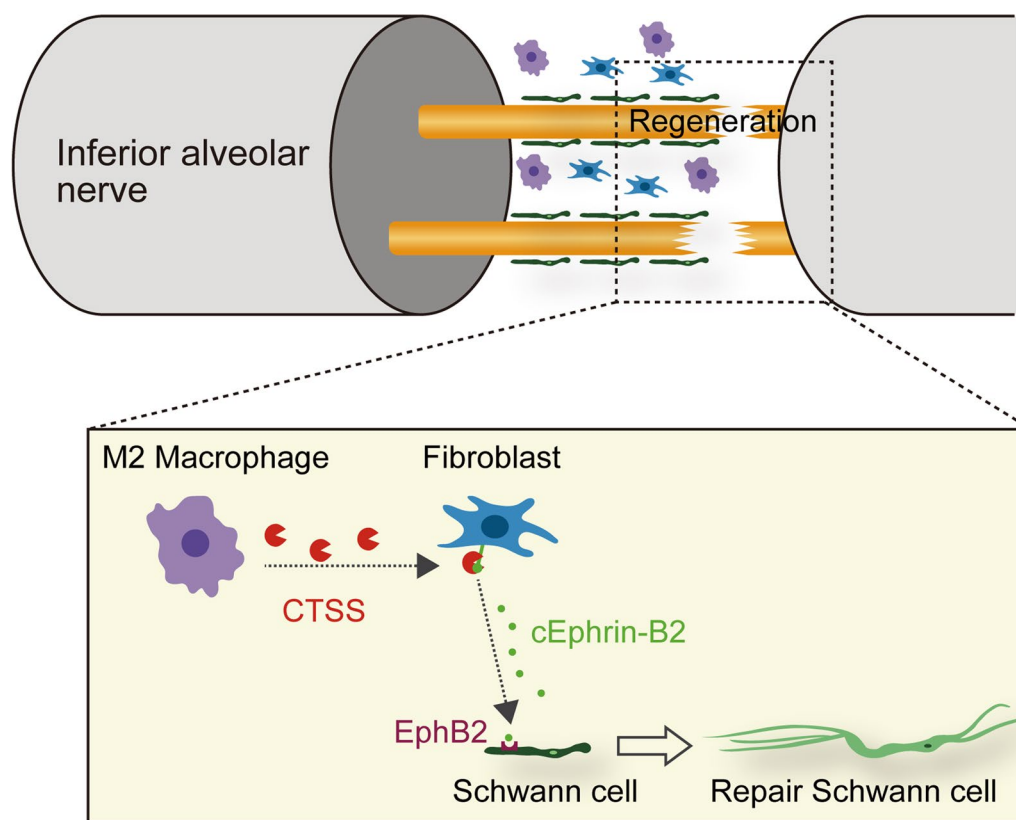 Inferior alveolar
nerve
Regeneration
M2 Macrophage
Fibroblast
CTSS
cEphrin-B2
EphB2
Schwann cell
Repair Schwann cell